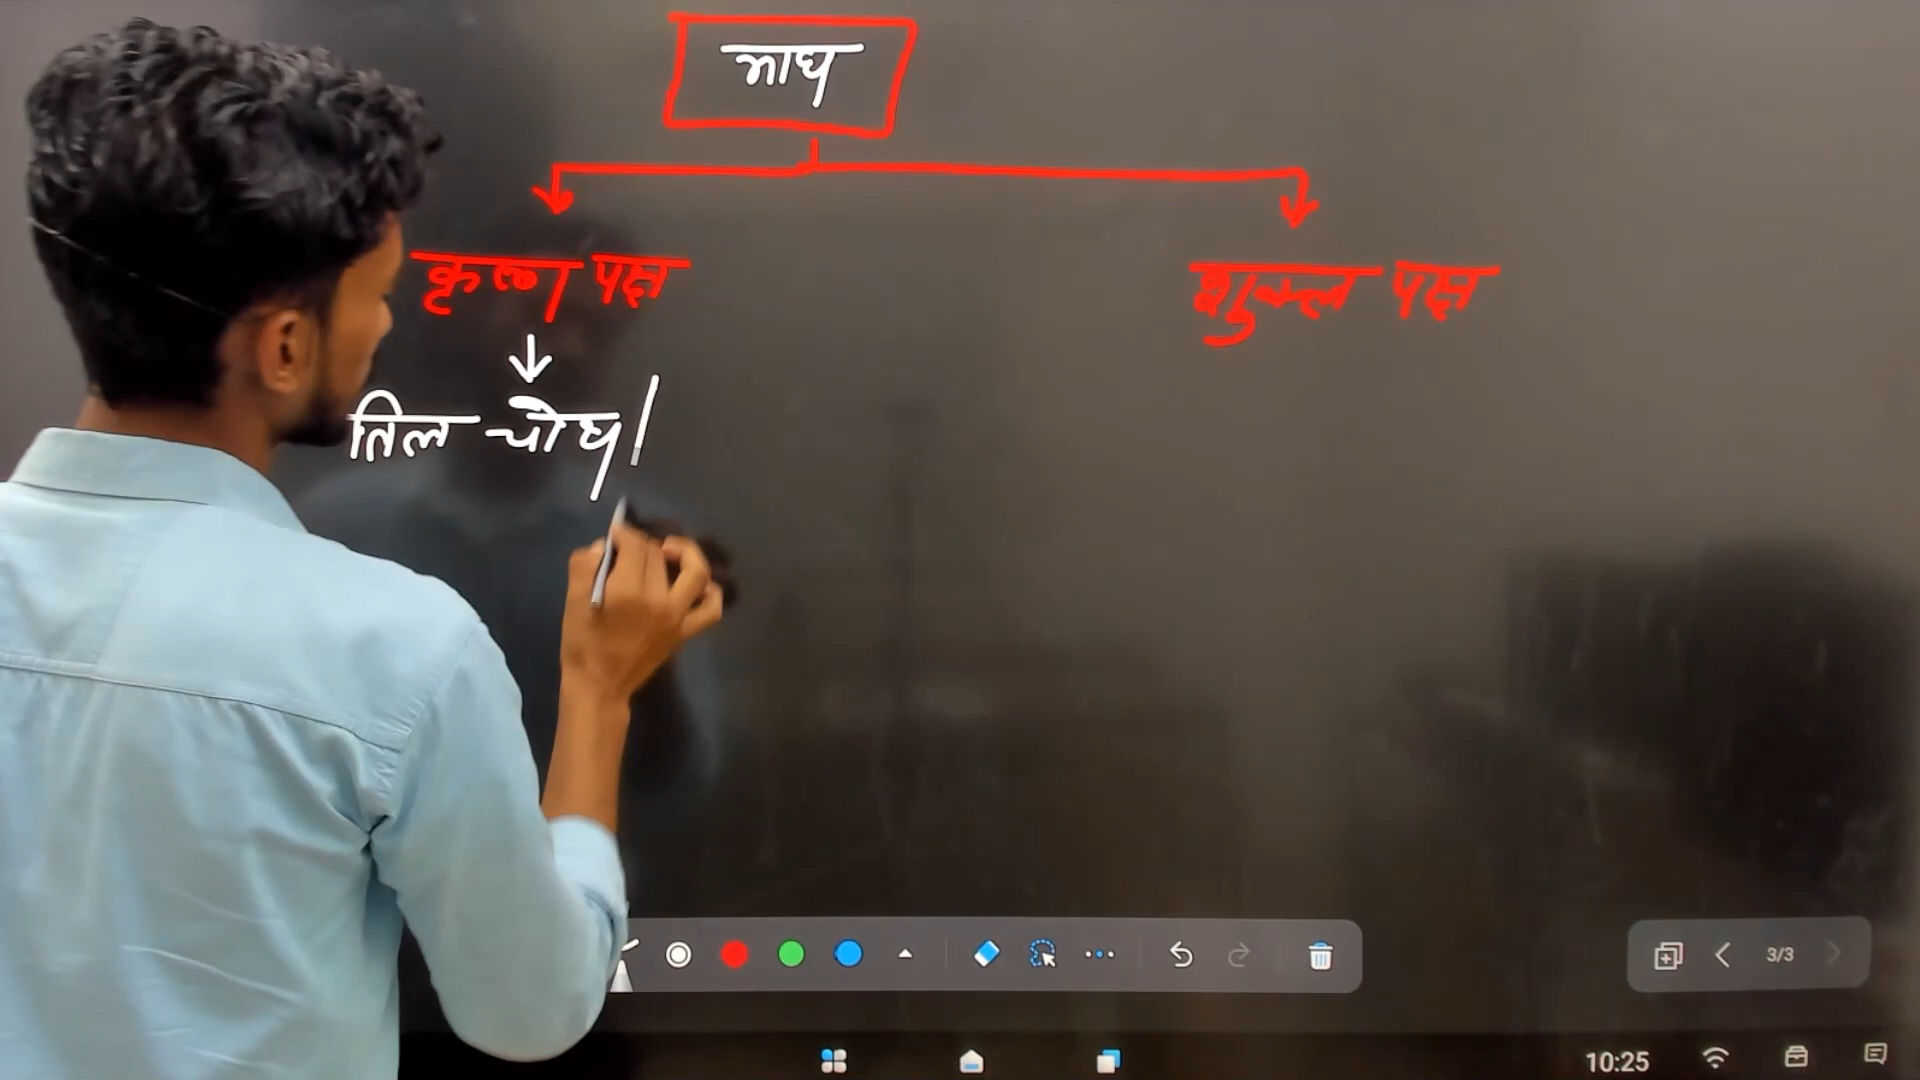 माघ
कृष्ण पक्ष
शुक्ल पक्ष
तिल चौथ
3/3
10:25